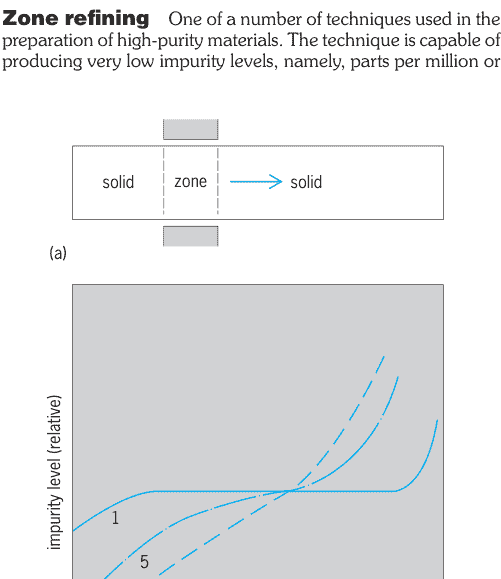 Zone refining One of a number of techniques used in the
preparation of high-purity materials. The technique is capable of
producing very low impurity levels, namely, parts per million or
solid zone solid
(a)
impurity level (relative)
1
5